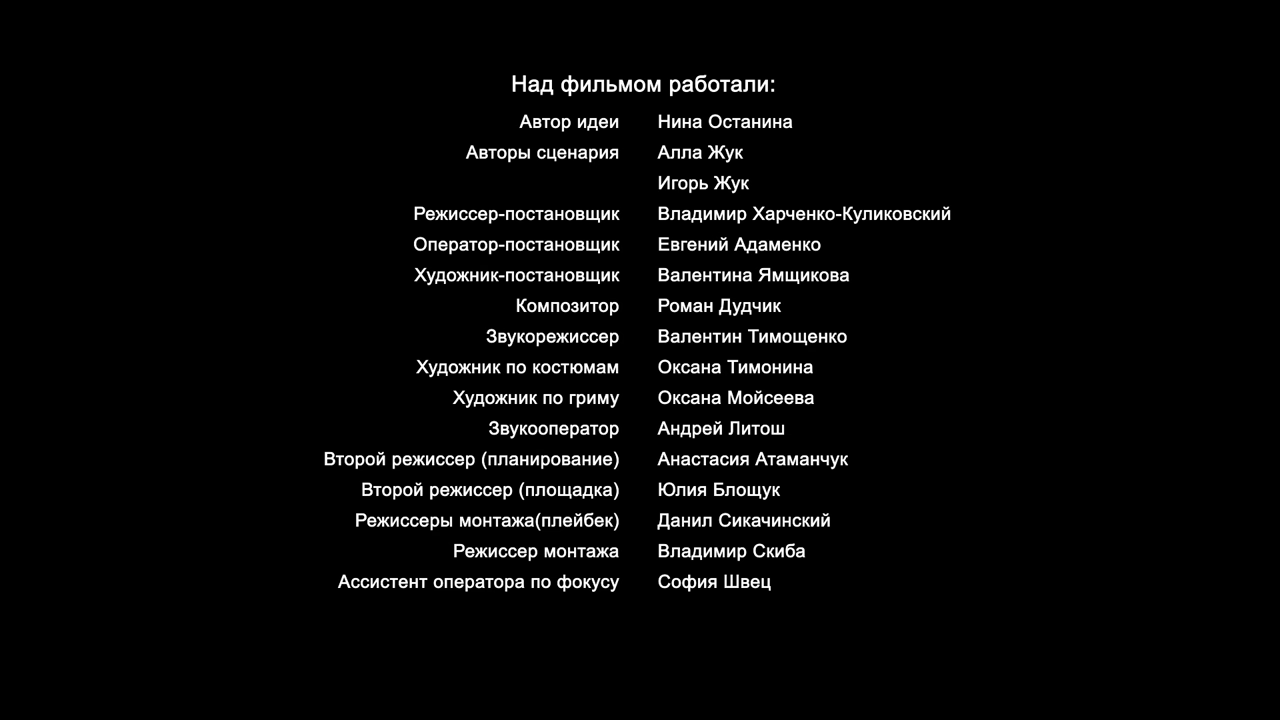 Над фильмом работали:
Автор идеи Нина Останина
Авторы сценария Алла Жук
Игорь Жук
Режиссер-постановщик Владимир Харченко-Куликовский
Оператор-постановщик Евгений Адаменко
Художник-постановщик Валентина Ямщикова
Композитор Роман Дудчик
Звукорежиссер Валентин Тимощенко
Художник по костюмам Оксана Тимонина
Художник по гриму Оксана Мойсеева
Звукооператор Андрей Литош
Второй режиссер (планирование) Анастасия Атаманчук
Второй режиссер (площадка) Юлия Блощук
Режиссеры монтажа(плейбек) Данил Сикачинский
Режиссер монтажа Владимир Скиба
Ассистент оператора по фокусу София Швец